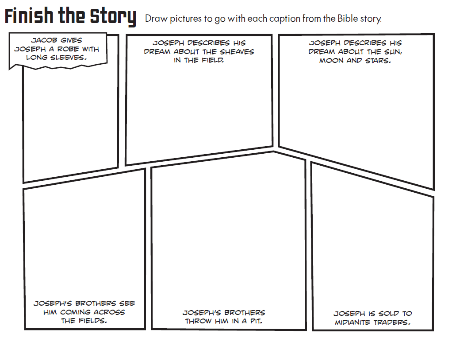 Finish the Story Draw pictures to go with each caption from the Bible story.
JACOB GIVES
JOSEPH A ROBE WITH
LONG SLEEVES.
JOSEPH DESCRIBES HIS
DREAM ABOUT THE SHEAVES
IN THE FIELD.
JOSEPH DESCRIBES HIS
DREAM ABOUT THE SUN,
MOON AND STARS.
JOSEPH'S BROTHERS SEE
HIM COMING ACROSS
THE FIELDS.
JOSEPH'S BROTHERS
THROW HIM IN A PIT.
JOSEPH IS SOLD TO
MIDIANITE TRADERS.